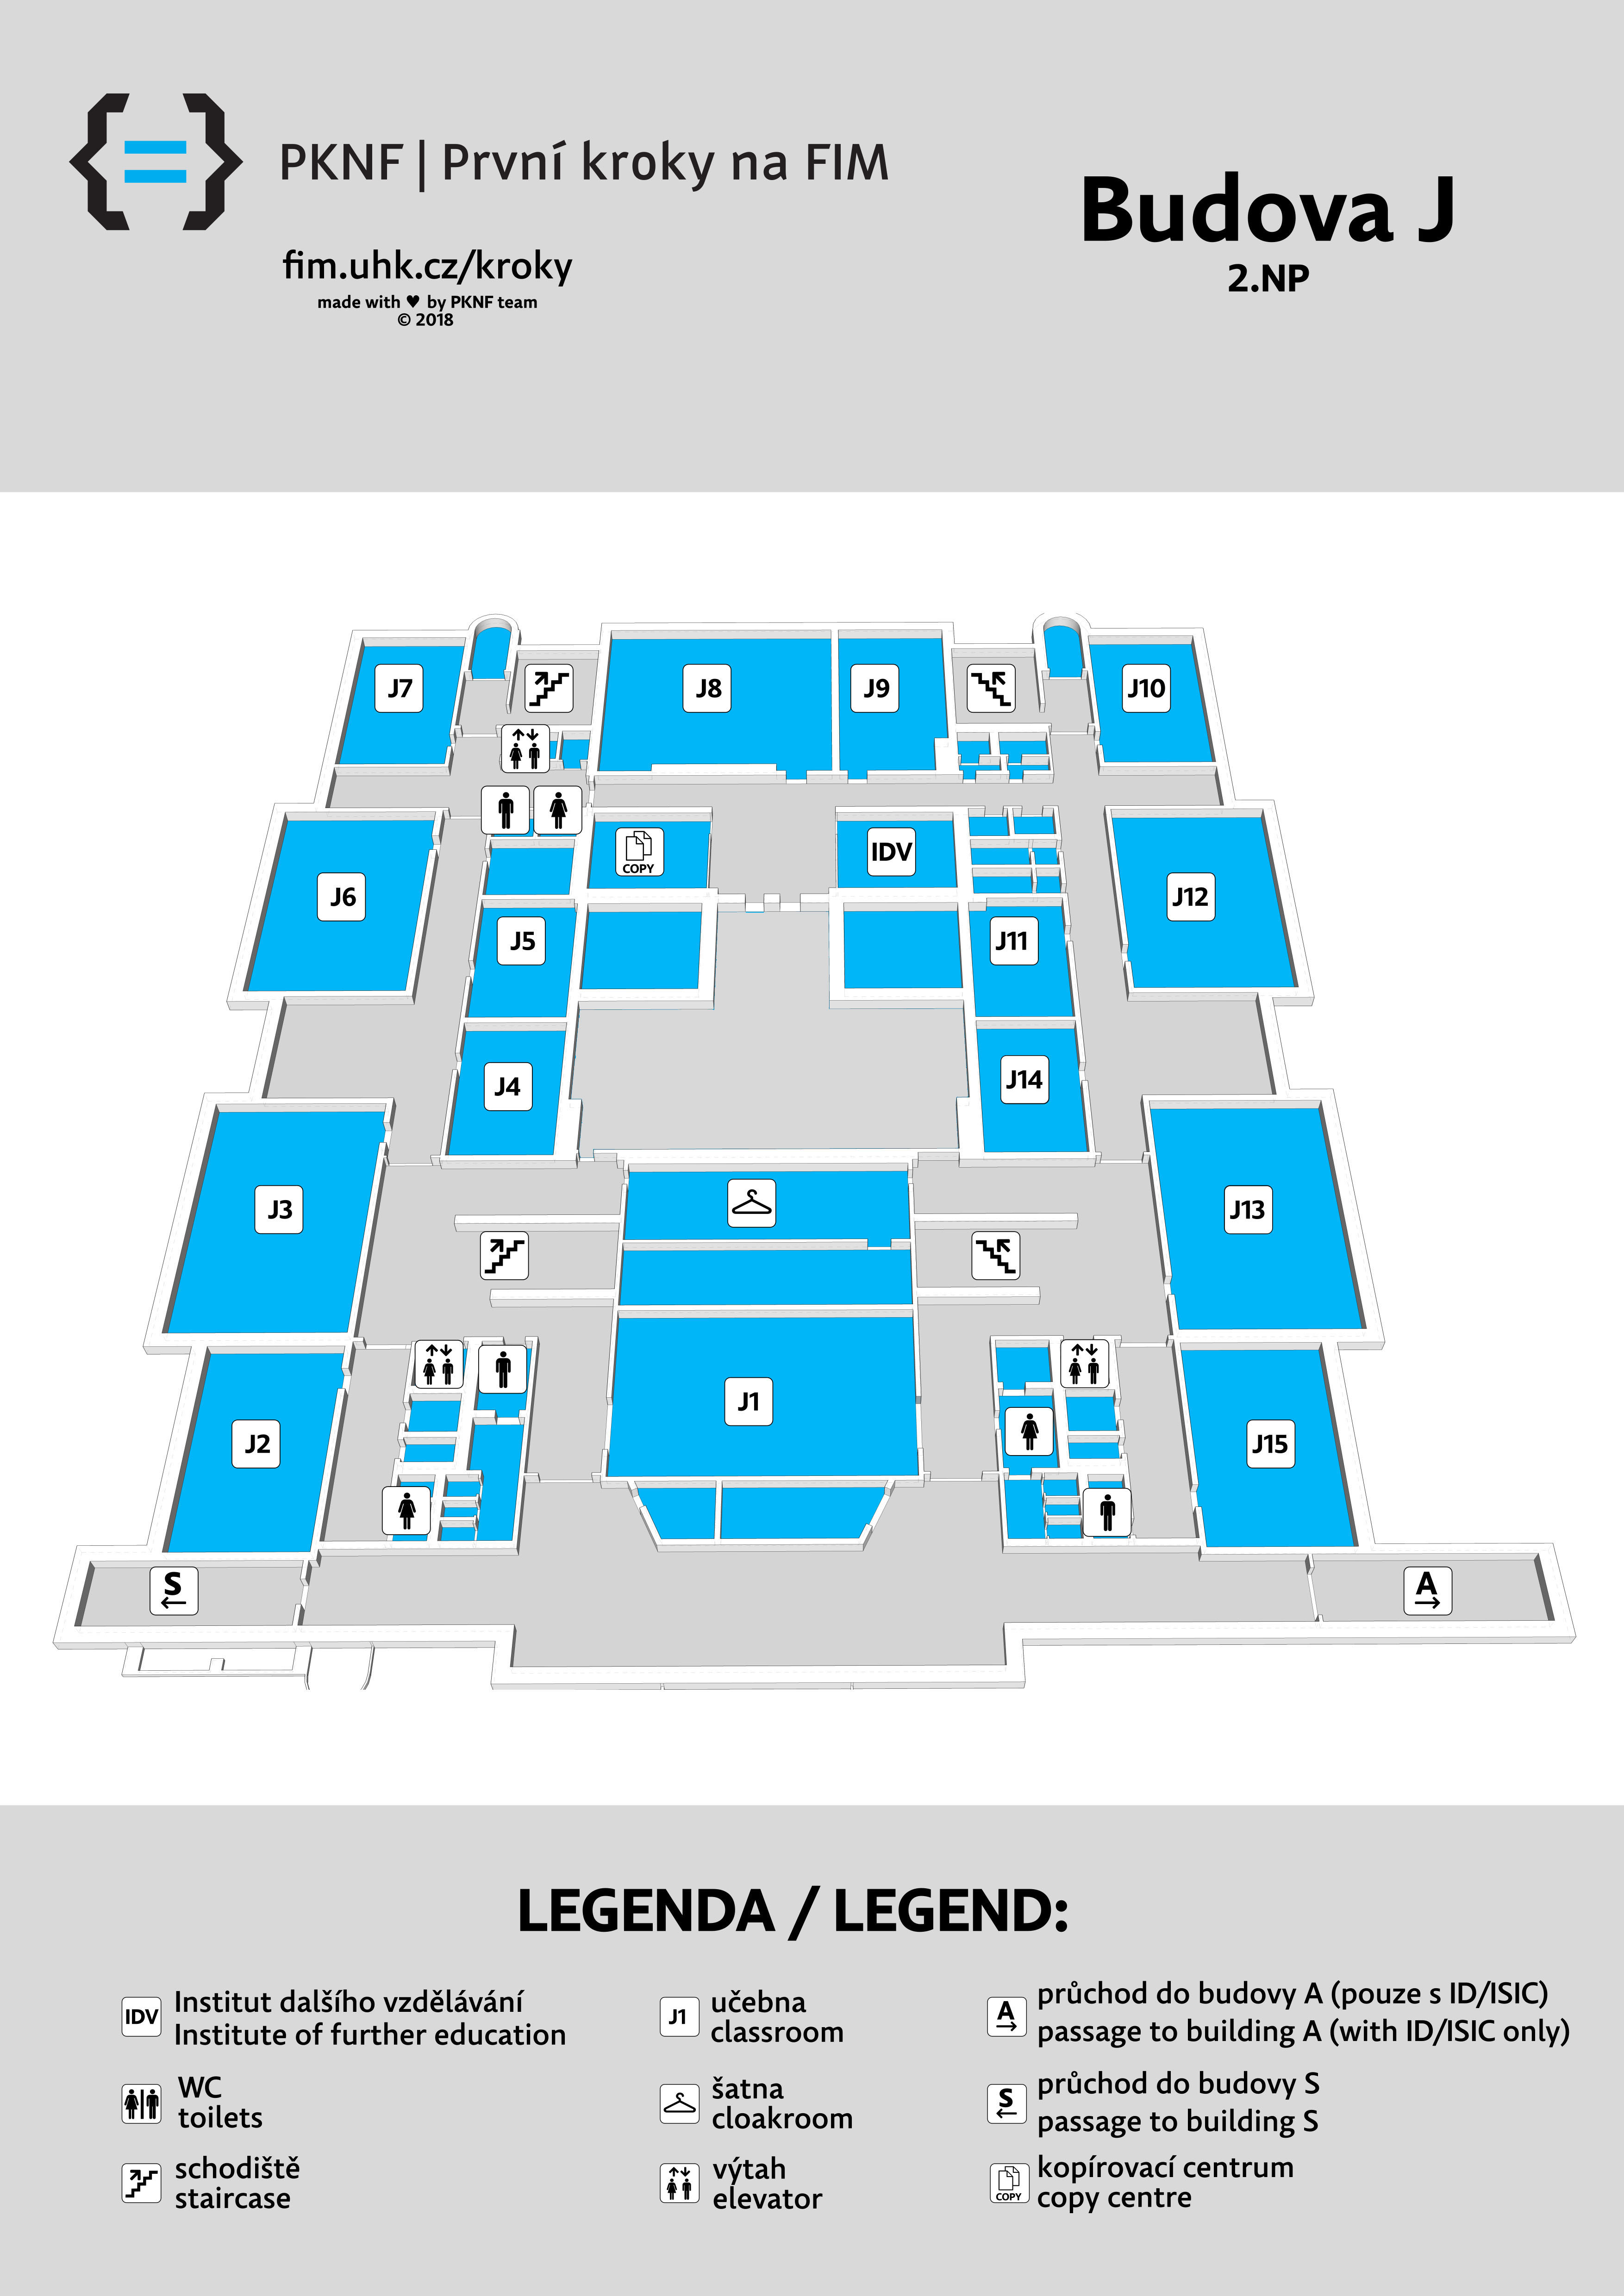 {=} PKNF | První kroky na FIM
fim.uhk.cz/kroky
made with ♥ by PKNF team
© 2018
Budova J
2.NP
J7
J8
J9
J10
COPY
IDV
J6
J12
J5
J11
J4
J14
J3
J13
J1
J2
J15
S
←
A
→
LEGENDA / LEGEND:
IDV
Institut dalšího vzdělávání
Institute of further education
WC
toilets
schodiště
staircase
J1
učebna
classroom
šatna
cloakroom
výtah
elevator
A
→
průchod do budovy A (pouze s ID/ISIC)
passage to building A (with ID/ISIC only)
S
←
průchod do budovy S
passage to building S
COPY
kopírovací centrum
copy centre